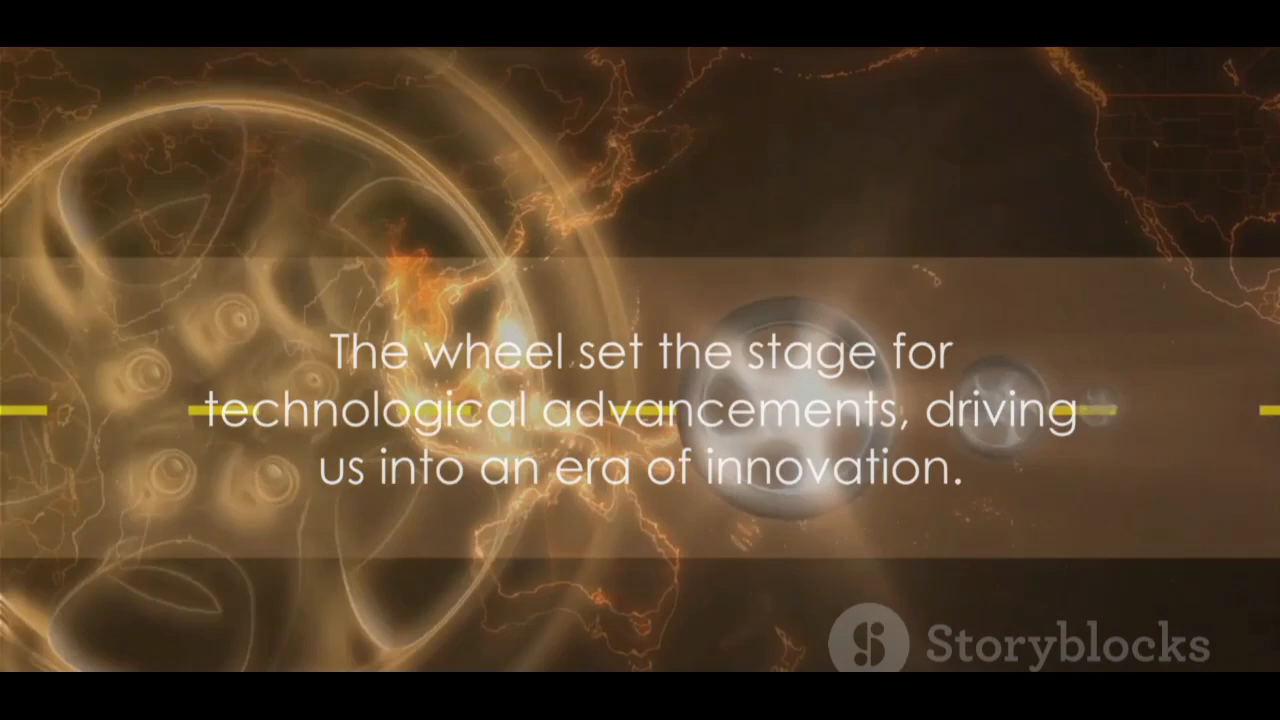 The wheel set the stage for
technological advancements, driving
us into an era of innovation.
Storyblocks